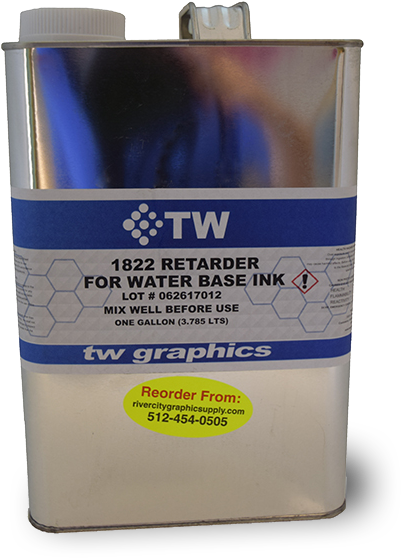 TW
1822 RETARDER
FOR WATER BASE INK
LOT # 062617012
MIX WELL BEFORE USE
ONE GALLON (3.785 LTS)
tw graphics
Reorder From:
rivercitygraphicsupply.com
512-454-0505